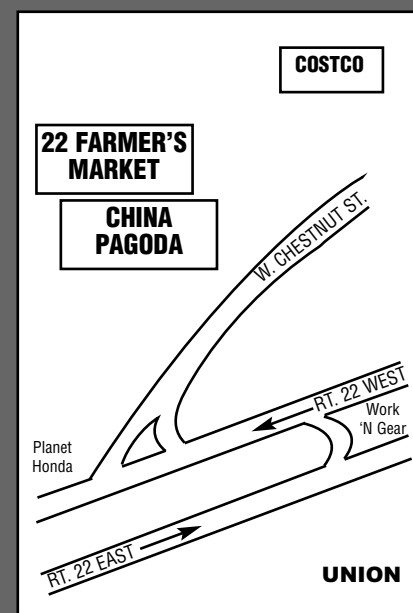 COSTCO
22 FARMER'S
MARKET
CHINA
PAGODA
W. CHESTNUT ST.
RT. 22 WEST
Work
'N Gear
Planet
Honda
RT. 22 EAST
UNION